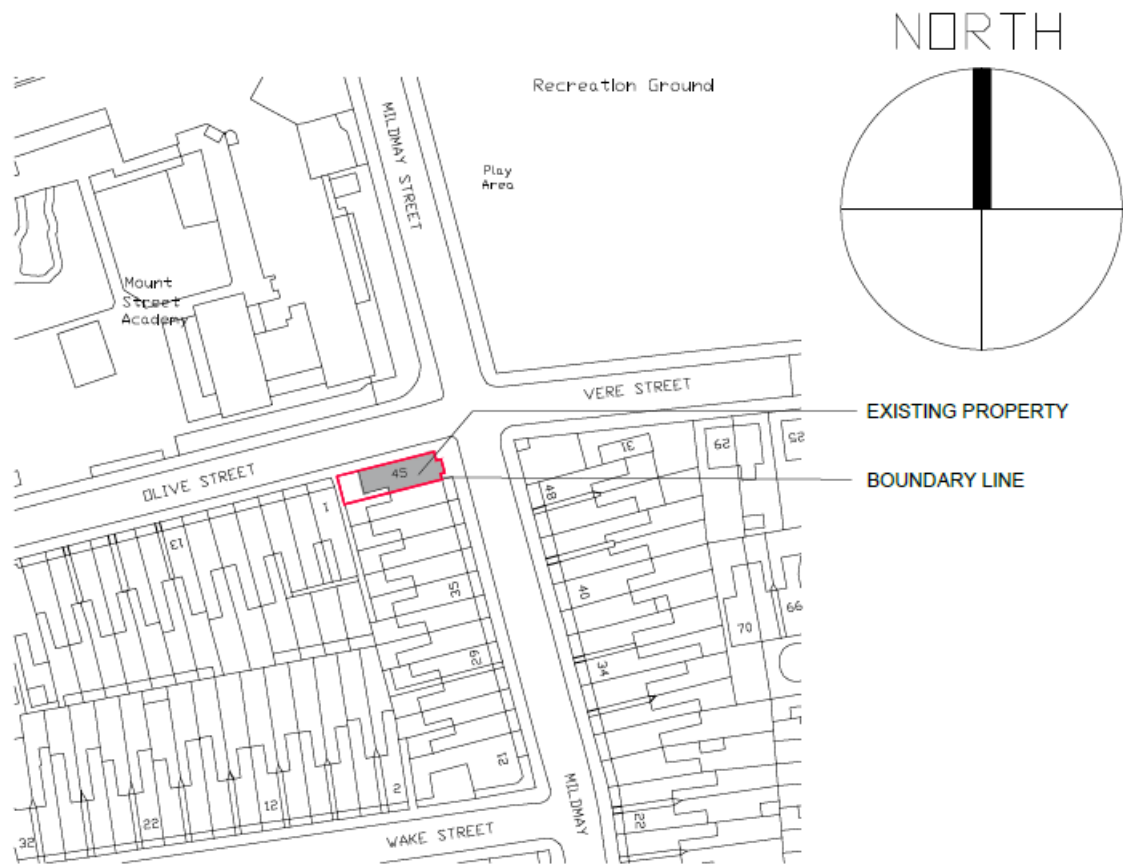 NORTH
Recreation Ground
MILDMAY STREET
Play
Area
Mount
Street
Academy
VERE STREET
EXISTING PROPERTY
31
29
25
OLIVE STREET
45
BOUNDARY LINE
48
1
13
35
40
66
70
29
34
21
2
12
22
32
MILDMAY
22
WAKE STREET